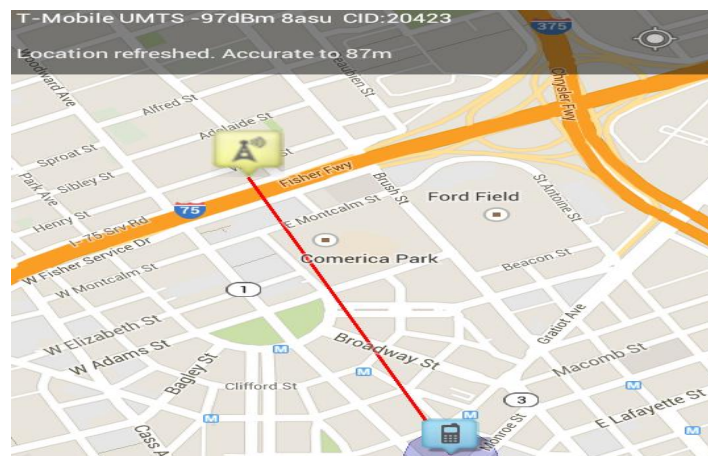 T-Mobile UMTS -97dBm 8asu CID:20423
375
Location refreshed. Accurate to 87m
Woodward Ave
Chrysler Fwy
Alfred St
Adelaide St
Sproat St
Park Ave
Sibley St
Fisher Fwy
Brush St
Ford Field
St Antoine St
75
Henry St
E Montcalm St
I-75 Srv Rd
W Fisher Service Dr
Comerica Park
Beacon St
W Montcalm St
1
Gratiot Ave
W Elizabeth St
Broadway St
W Adams St
M
Macomb St
Bagley St
M
Clifford St
M
3
M
M
M
Monroe St
E Lafayette St
Cass A